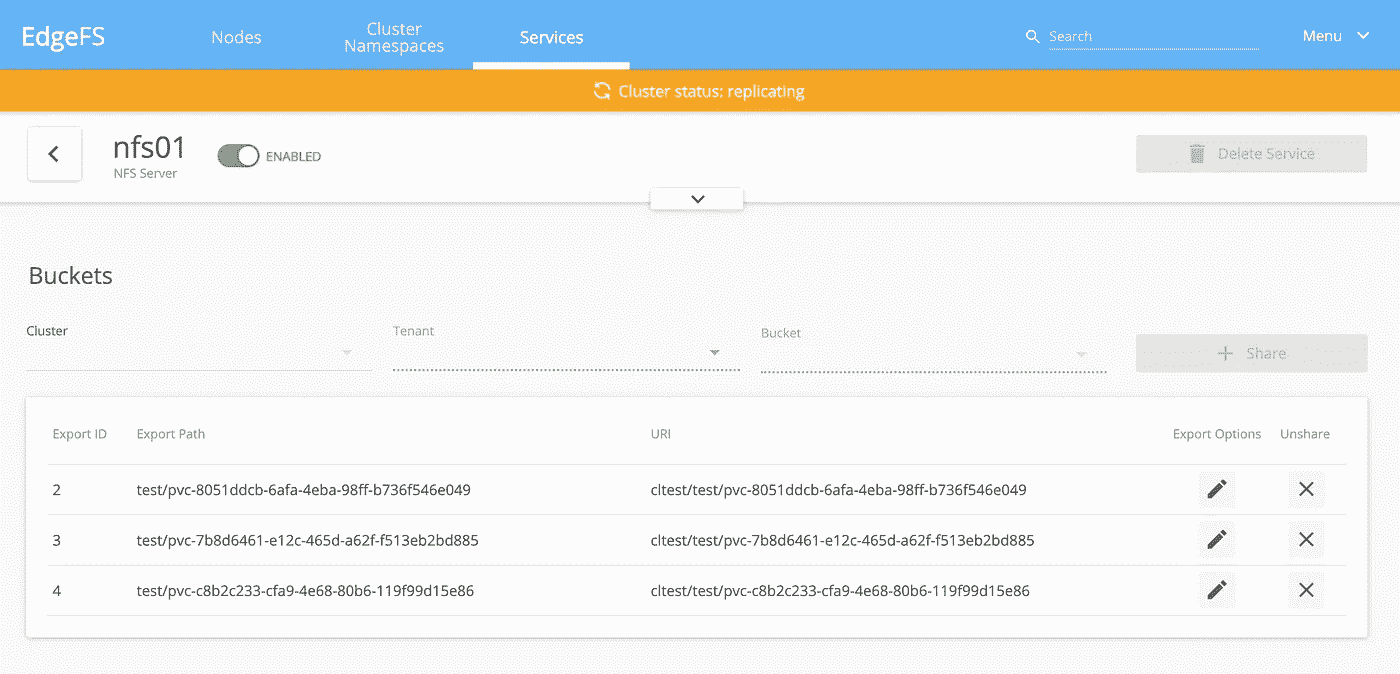 EdgeFS
Nodes
Cluster
Namespaces
Services
Search
Menu
Cluster status: replicating
nfs01
NFS Server
ENABLED
Delete Service
Buckets
Cluster
Tenant
Bucket
Share
Export ID Export Path URI Export Options Unshare
2 test/pvc-8051ddcb-6afa-4eba-98ff-b736f546e049 cltest/test/pvc-8051ddcb-6afa-4eba-98ff-b736f546e049
3 test/pvc-7b8d6461-e12c-465d-a62f-f513eb2bd885 cltest/test/pvc-7b8d6461-e12c-465d-a62f-f513eb2bd885
4 test/pvc-c8b2c233-cfa9-4e68-80b6-119f99d15e86 cltest/test/pvc-c8b2c233-cfa9-4e68-80b6-119f99d15e86